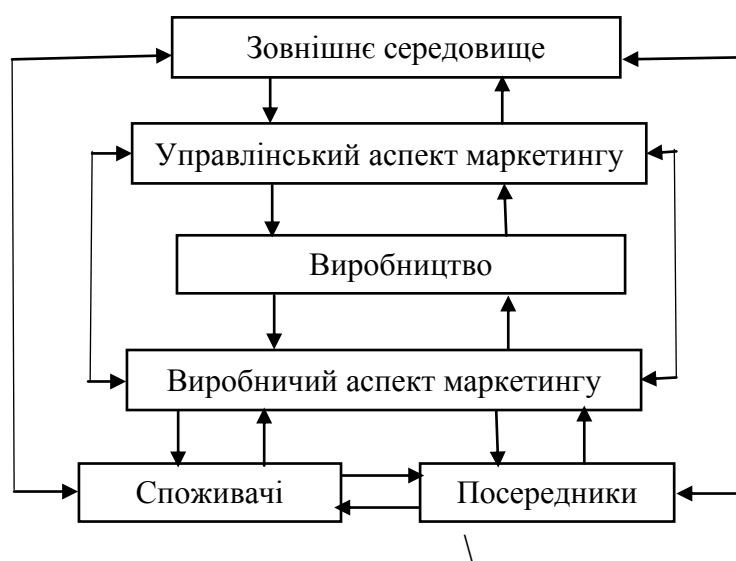 Зовнішнє середовище
Управлінський аспект маркетингу
Виробництво
Виробничий аспект маркетингу
Споживачі
Посередники